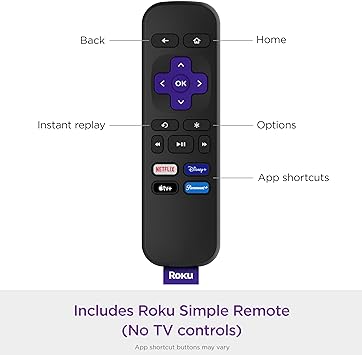 Back
Home
OK
Instant replay
Options
NETFLIX
Disney+
App shortcuts
tv+
Paramount+
Roku
Includes Roku Simple Remote
(No TV controls)
App shortcut buttons may vary